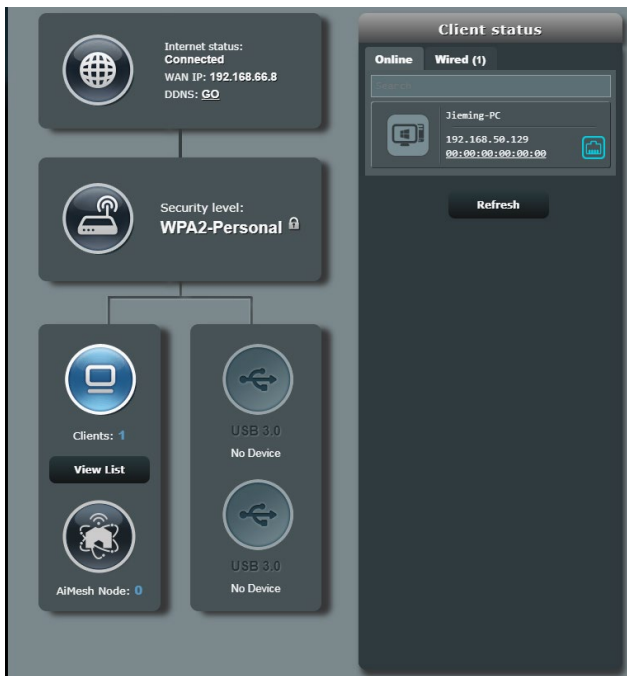 Internet status:
Connected
WAN IP: 192.168.66.8
DDNS: GO
Security level:
WPA2-Personal
Clients: 1
View List
AiMesh Node: 0
USB 3.0
No Device
USB 3.0
No Device
Client status
Online
Wired (1)
Search
Jieming-PC
192.168.50.129
00:00:00:00:00:00
Refresh